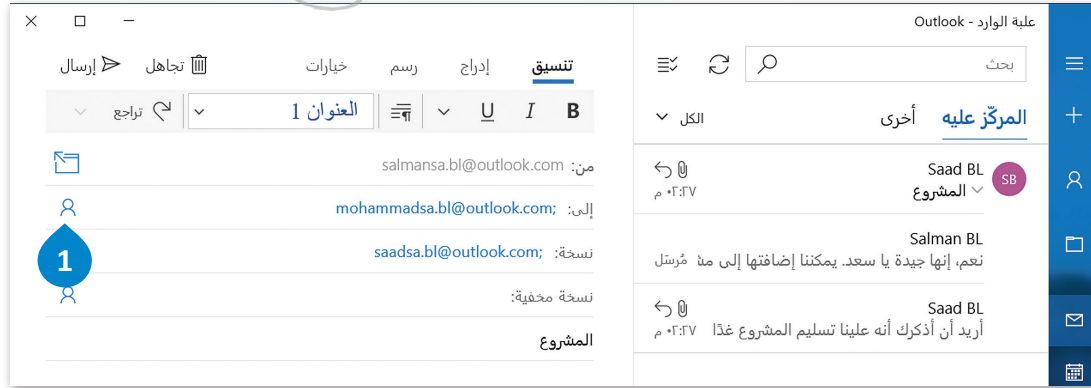 علبة الوارد - Outlook
بحث
المركّز عليه
أخرى
الكل
SB
Saad BL
المشروع
٢:٢٧ م
Salman BL
نعم، إنها جيدة يا سعد. يمكننا إضافتها إلى
مُرسَل
Saad BL
أريد أن أذكرك أنه علينا تسليم المشروع غدًا
٢:٢٧ م
تنسيق
إدراج
رسم
خيارات
تجاهل
إرسال
B
I
U
العنوان 1
تراجع
من: salmansa.bl@outlook.com
إلى: mohammadsa.bl@outlook.com;
نسخة: saadsa.bl@outlook.com;
1
نسخة مخفية:
المشروع